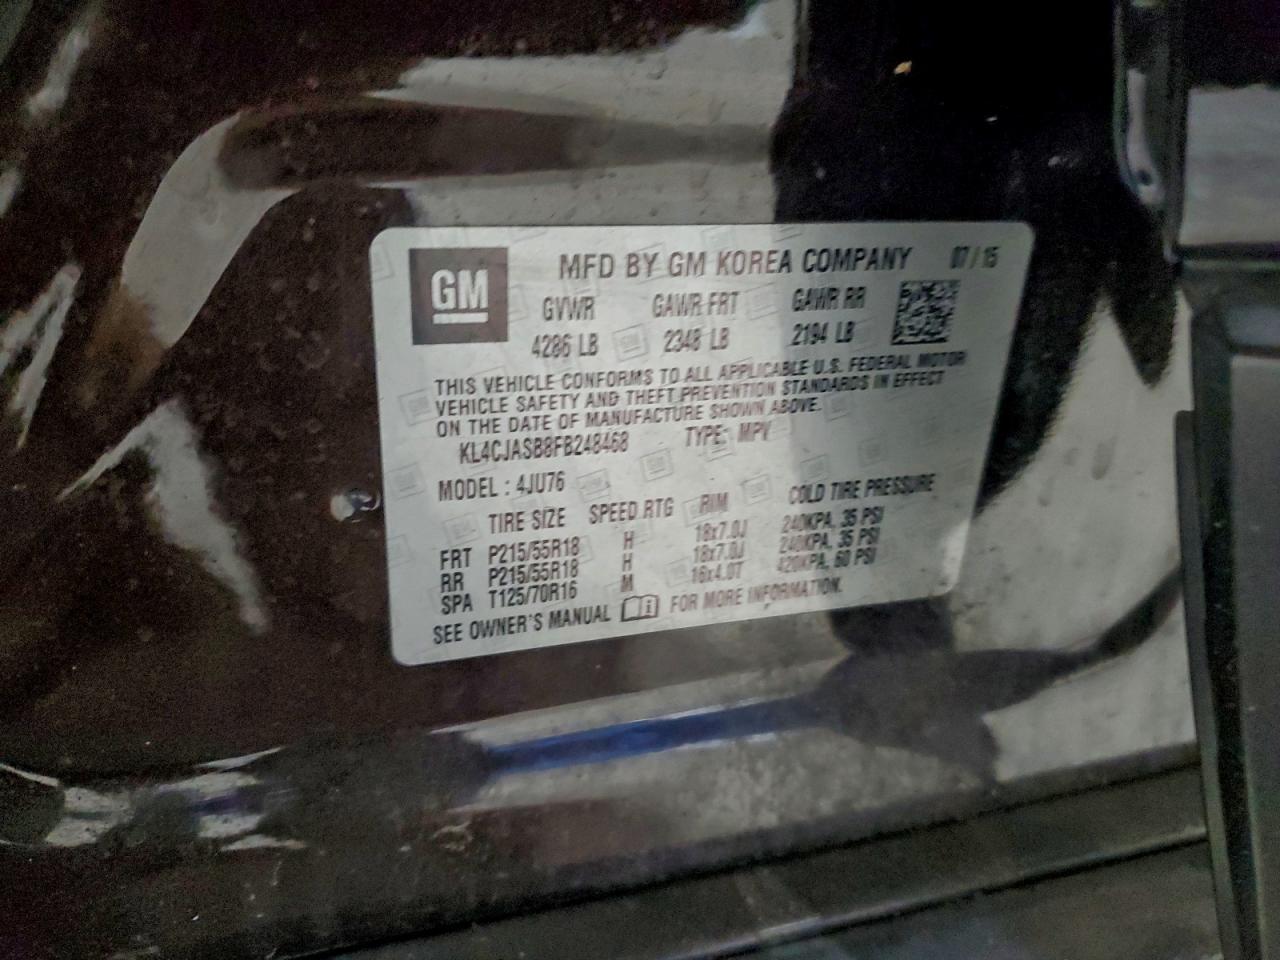 GM
MFD BY GM KOREA COMPANY 07/15
GVWR GAWR FRT GAWR RR
4286 LB 2348 LB 2194 LB
THIS VEHICLE CONFORMS TO ALL APPLICABLE U.S. FEDERAL MOTOR
VEHICLE SAFETY AND THEFT PREVENTION STANDARDS IN EFFECT
ON THE DATE OF MANUFACTURE SHOWN ABOVE.
KL4CJASB8FB248468 TYPE: MPV
MODEL : 4JU76
TIRE SIZE SPEED RTG RIM COLD TIRE PRESSURE
FRT P215/55R18 H 18x7.0J 240KPA, 35 PSI
RR P215/55R18 H 18x7.0J 240KPA, 35 PSI
SPA T125/70R16 M 16x4.0T 420KPA, 60 PSI
SEE OWNER'S MANUAL FOR MORE INFORMATION.